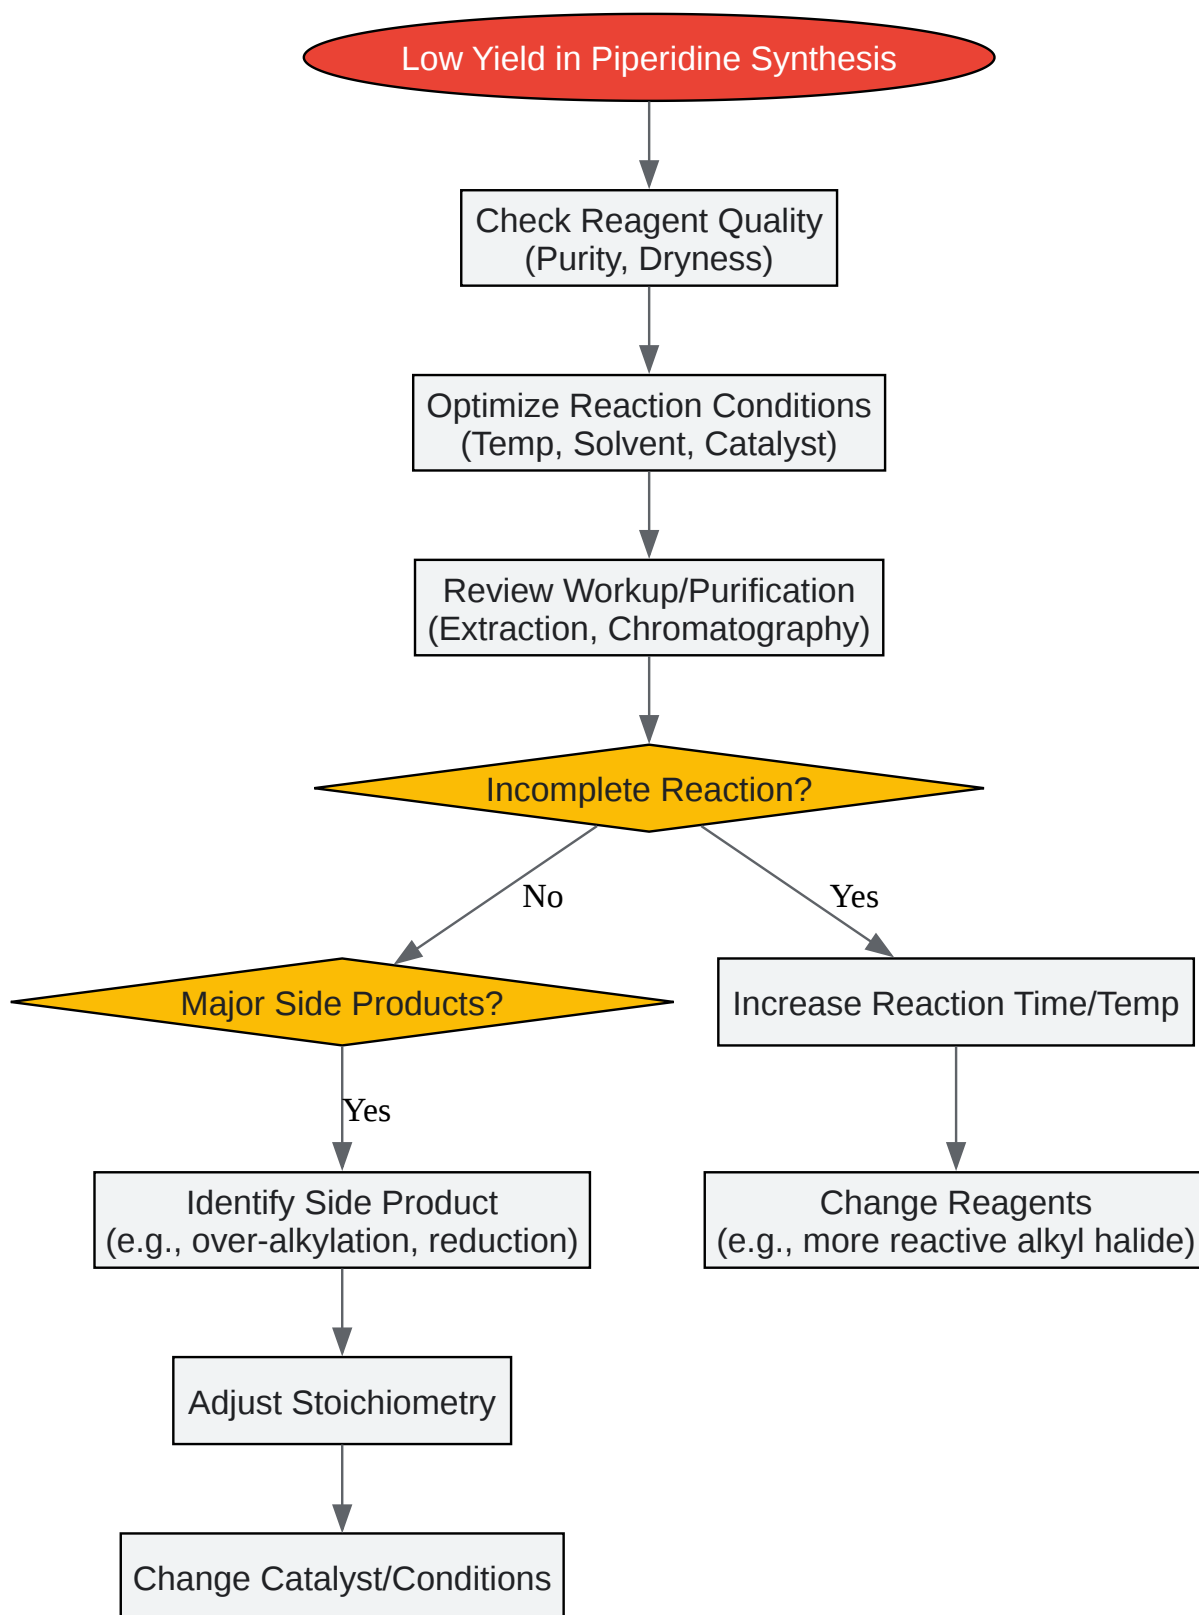 Low Yield in Piperidine Synthesis
Check Reagent Quality
(Purity, Dryness)
Optimize Reaction Conditions
(Temp, Solvent, Catalyst)
Review Workup/Purification
(Extraction, Chromatography)
Incomplete Reaction?
No
Yes
Major Side Products?
Increase Reaction Time/Temp
Yes
Identify Side Product
(e.g., over-alkylation, reduction)
Change Reagents
(e.g., more reactive alkyl halide)
Adjust Stoichiometry
Change Catalyst/Conditions